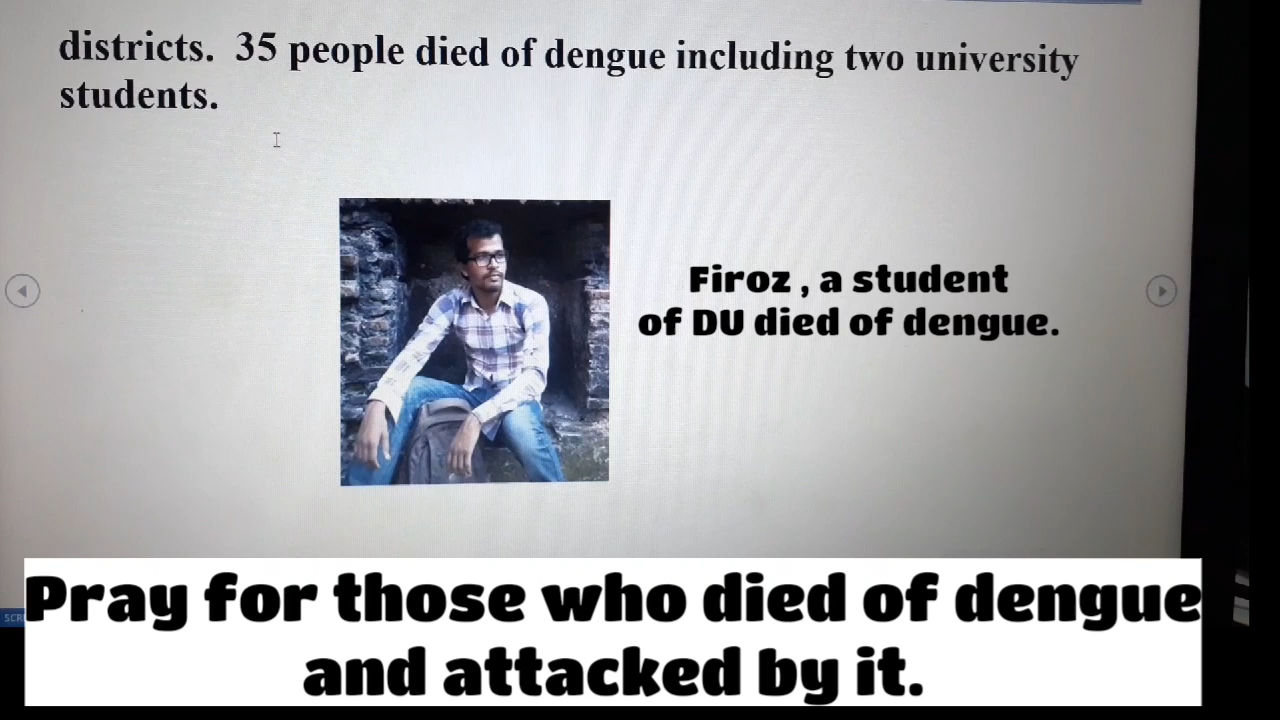 districts. 35 people died of dengue including two university
students.
Firoz , a student
of DU died of dengue.
Pray for those who died of dengue
and attacked by it.